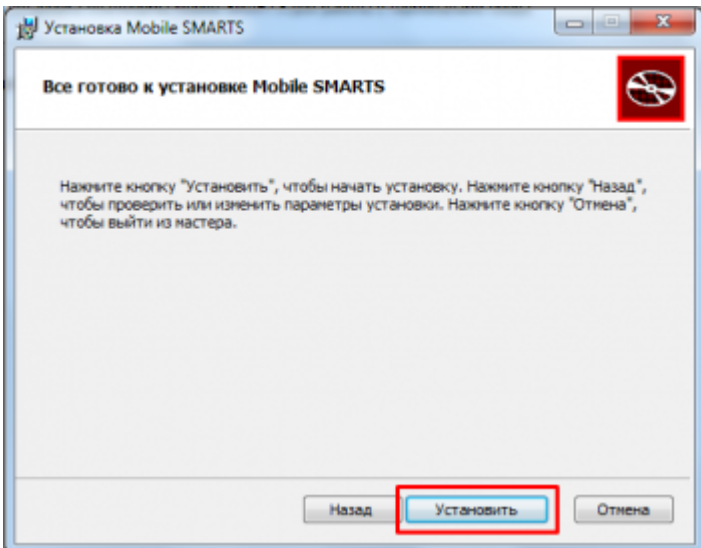 Установка Mobile SMARTS
Все готово к установке Mobile SMARTS
Нажмите кнопку "Установить", чтобы начать установку. Нажмите кнопку "Назад",
чтобы проверить или изменить параметры установки. Нажмите кнопку "Отмена",
чтобы выйти из мастера.
Назад
Установить
Отмена